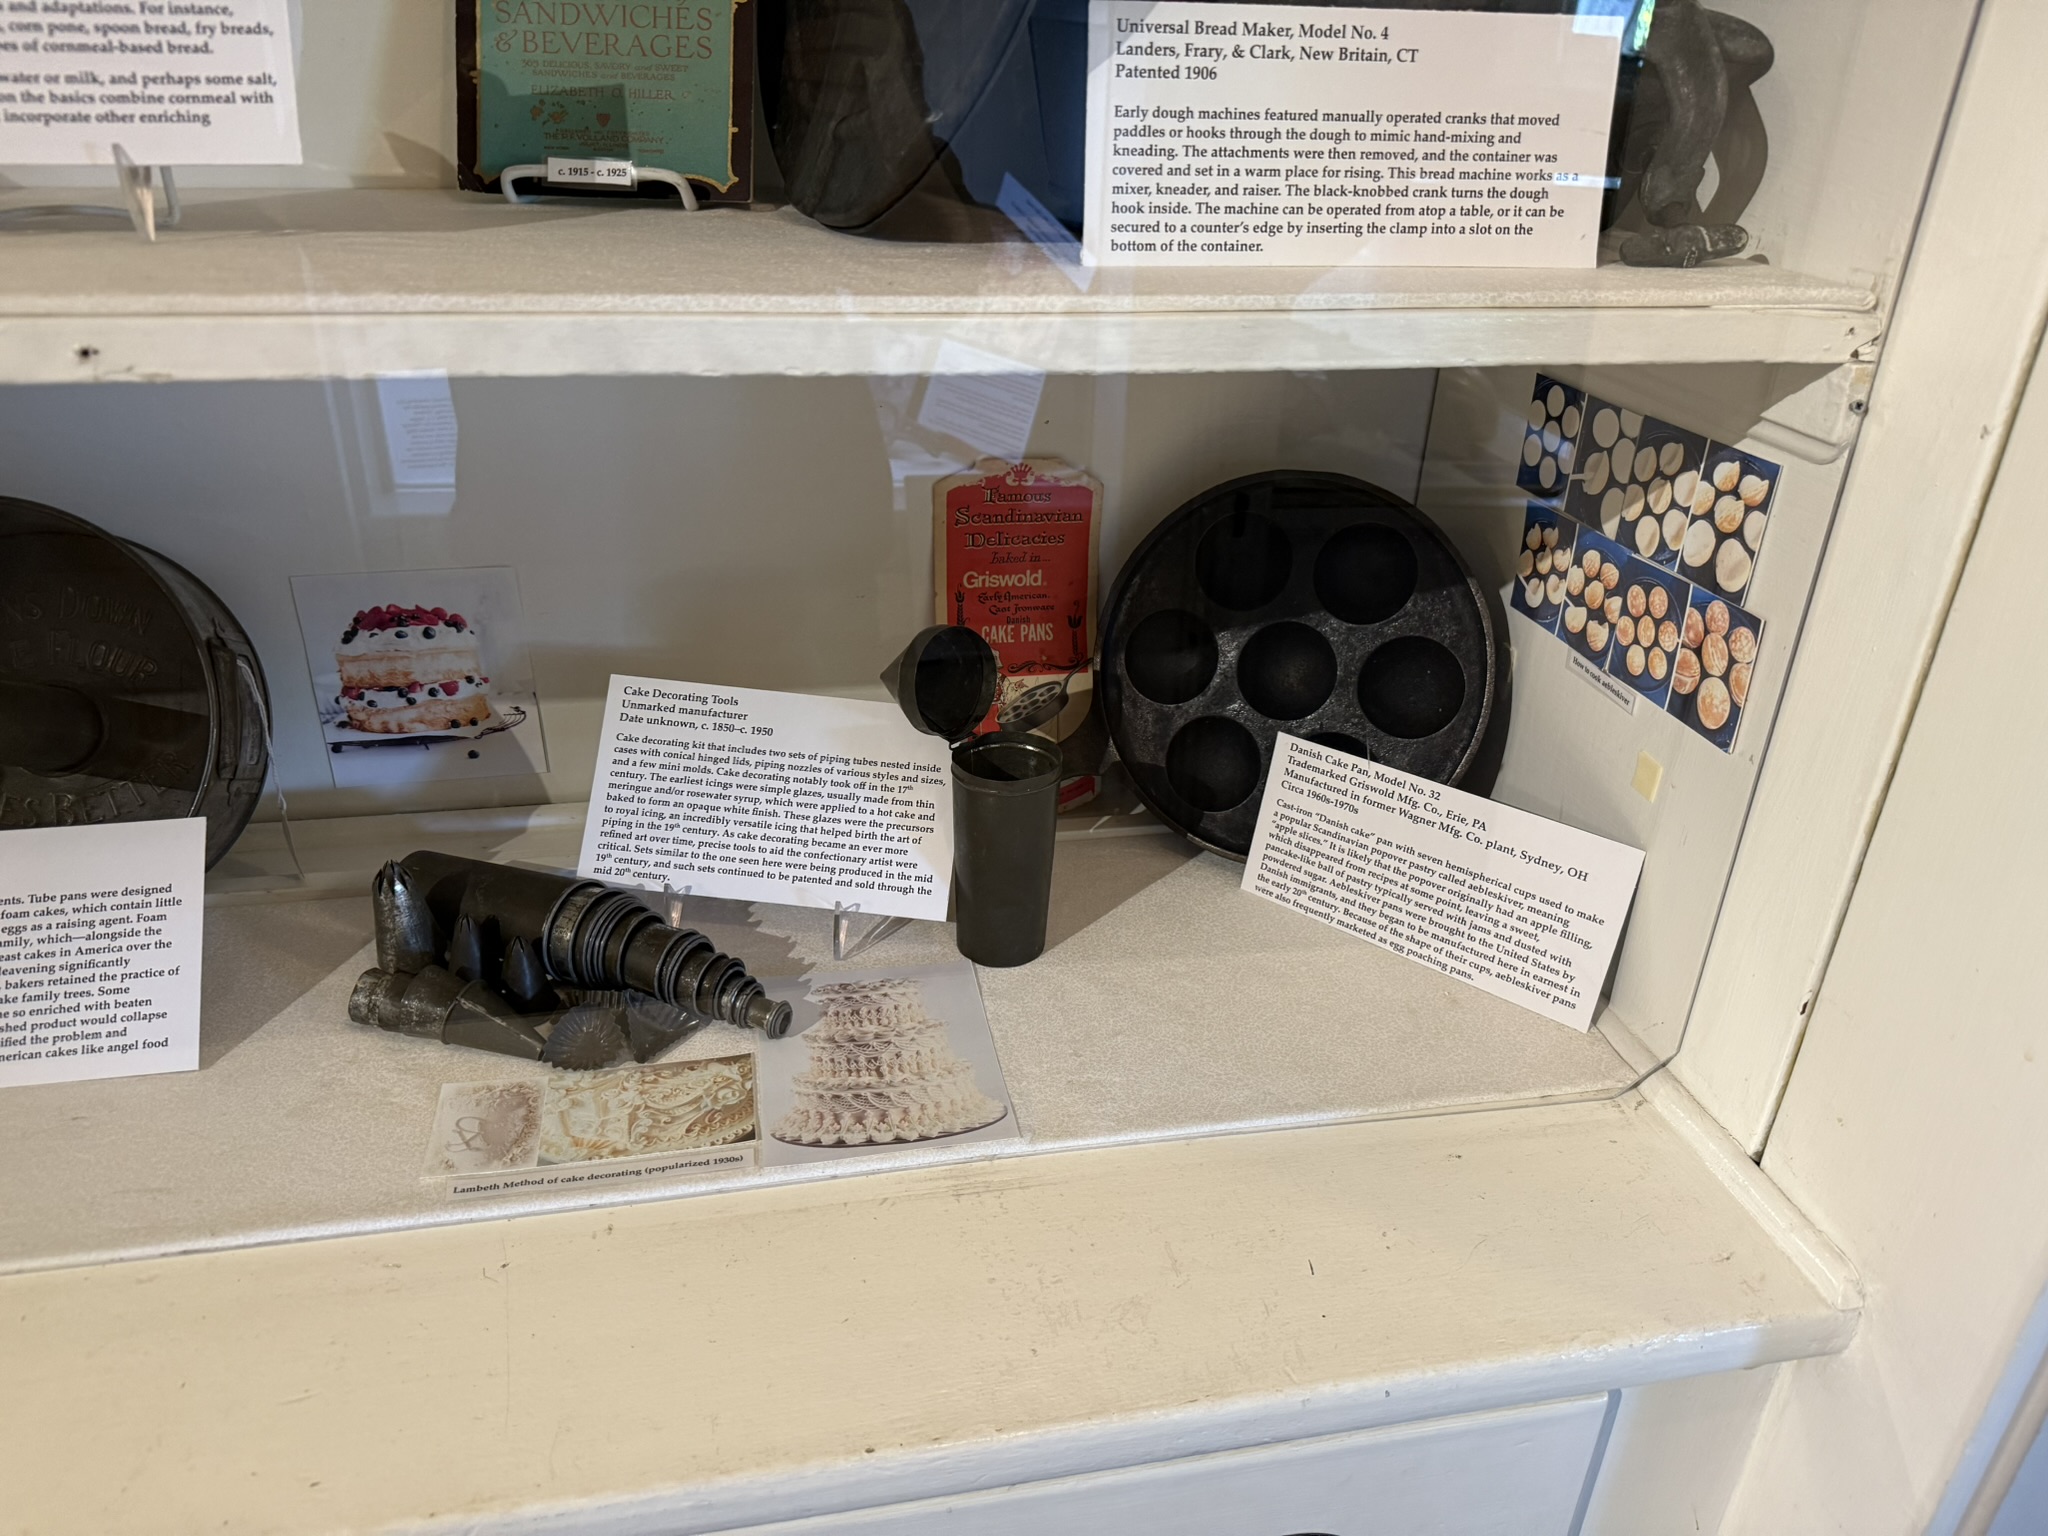 and adaptations. For instance,
corn pone, spoon bread, fry breads,
es of cornmeal-based bread.
water or milk, and perhaps some salt,
on the basics combine cornmeal with
incorporate other enriching
SANDWICHES
& BEVERAGES
365 DELICIOUS, SAVORY and SWEET
SANDWICHES and BEVERAGES
ELIZABETH O. HILLER
THE P.F. VOLLAND COMPANY
c. 1915 - c. 1925
Universal Bread Maker, Model No. 4
Landers, Frary, & Clark, New Britain, CT
Patented 1906
Early dough machines featured manually operated cranks that moved
paddles or hooks through the dough to mimic hand-mixing and
kneading. The attachments were then removed, and the container was
covered and set in a warm place for rising. This bread machine works as a
mixer, kneader, and raiser. The black-knobbed crank turns the dough
hook inside. The machine can be operated from atop a table, or it can be
secured to a counter's edge by inserting the clamp into a slot on the
bottom of the container.
NS DOWN
E FLOUR
ES BETTER
ents. Tube pans were designed
foam cakes, which contain little
eggs as a raising agent. Foam
amily, which—alongside the
east cakes in America over the
leavening significantly
, bakers retained the practice of
ake family trees. Some
e so enriched with beaten
shed product would collapse
ified the problem and
merican cakes like angel food
Cake Decorating Tools
Unmarked manufacturer
Date unknown, c. 1850–c. 1950
Cake decorating kit that includes two sets of piping tubes nested inside
cases with conical hinged lids, piping nozzles of various styles and sizes,
and a few mini molds. Cake decorating notably took off in the 17th
century. The earliest icings were simple glazes, usually made from thin
meringue and/or rosewater syrup, which were applied to a hot cake and
baked to form an opaque white finish. These glazes were the precursors
to royal icing, an incredibly versatile icing that helped birth the art of
piping in the 19th century. As cake decorating became an ever more
refined art over time, precise tools to aid the confectionary artist were
critical. Sets similar to the one seen here were being produced in the mid
19th century, and such sets continued to be patented and sold through the
mid 20th century.
Lambeth Method of cake decorating (popularized 1930s)
Famous
Scandinavian
Delicacies
baked in...
Griswold
Early American
Cast Ironware
Danish
CAKE PANS
Danish Cake Pan, Model No. 32
Trademarked Griswold Mfg. Co., Erie, PA
Manufactured in former Wagner Mfg. Co. plant, Sydney, OH
Circa 1960s-1970s
Cast-iron "Danish cake" pan with seven hemispherical cups used to make
a popular Scandinavian popover pastry called aebleskiver, meaning
"apple slices." It is likely that the popover originally had an apple filling,
which disappeared from recipes at some point, leaving a sweet,
pancake-like ball of pastry typically served with jams and dusted with
powdered sugar. Aebleskiver pans were brought to the United States by
Danish immigrants, and they began to be manufactured here in earnest in
the early 20th century. Because of the shape of their cups, aebleskiver pans
were also frequently marketed as egg poaching pans.
How to cook aebleskiver